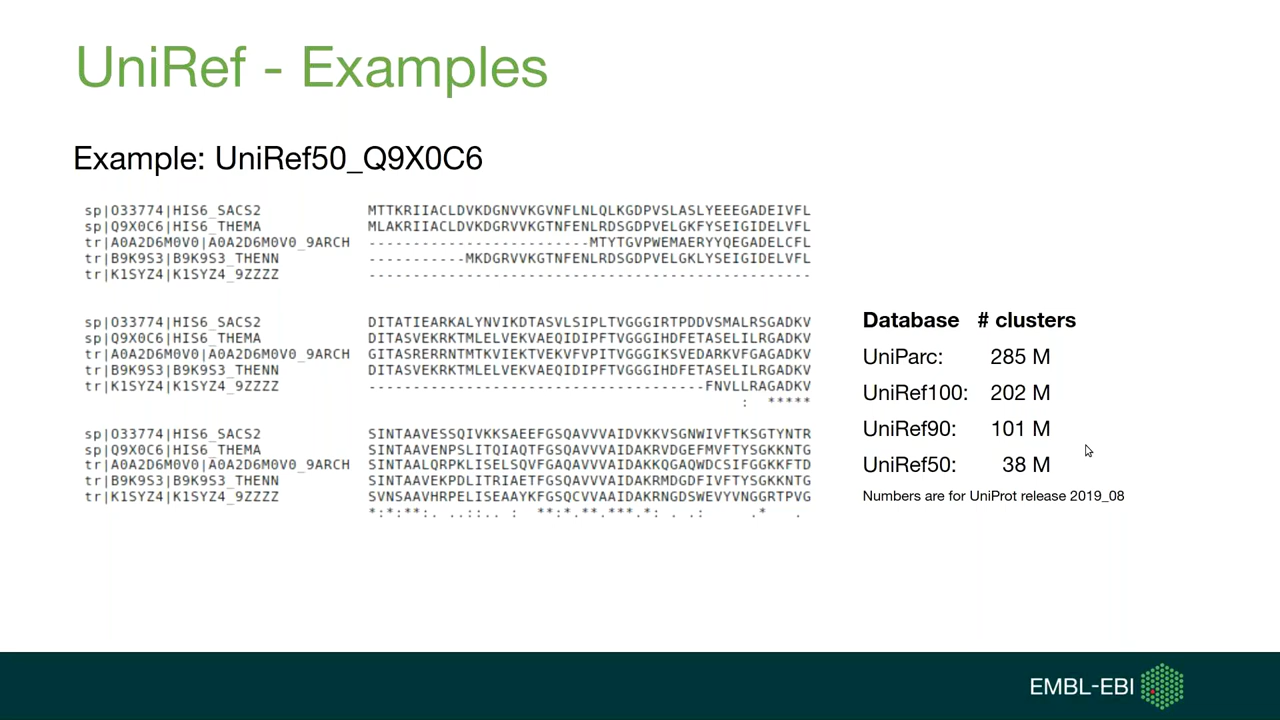 UniRef - Examples
Example: UniRef50_Q9X0C6
sp|O33774|HIS6_SACS2 MTTKRIIACLDVKDGNVVKGVNFLNLQLKGDPVSLASLYEEEGADEIVFL
sp|Q9X0C6|HIS6_THEMA MLAKRIIACLDVKDGRVVKGTNFENLRDSGDPVELGKFYSEIGIDELVFL
tr|A0A2D6M0V0|A0A2D6M0V0_9ARCH -------------------------MTYTGVPWEMAERYYQEGADELCFL
tr|B9K9S3|B9K9S3_THENN -----------MKDGRVVKGTNFENLRDSGDPVELGKLYSEIGIDELVFL
tr|K1SYZ4|K1SYZ4_9ZZZZ --------------------------------------------------
sp|O33774|HIS6_SACS2 DITATIEARKALYNVIKDTASVLSIPLTVGGGIRTPDDVSMALRSGADKV
sp|Q9X0C6|HIS6_THEMA DITASVEKRKTMLELVEKVAEQIDIPFTVGGGIHDFETASELILRGADKV
tr|A0A2D6M0V0|A0A2D6M0V0_9ARCH GITASRERRNTMTKVIEKTVEKVFVPITVGGGIKSVEDARKVFGAGADKV
tr|B9K9S3|B9K9S3_THENN DITASVEKRKTMLELVEKVAEQIDIPFTVGGGIHDFETASELILRGADKV
tr|K1SYZ4|K1SYZ4_9ZZZZ --------------------------------------FNVLLRAGADKV
: *****
sp|O33774|HIS6_SACS2 SINTAAVESSQIVKKSAEEFGSQAVVVAIDVKKVSGNWIVFTKSGTYNTR
sp|Q9X0C6|HIS6_THEMA SINTAAVENPSLITQIAQTFGSQAVVVAIDAKRVDGEFMVFTYSGKKNTG
tr|A0A2D6M0V0|A0A2D6M0V0_9ARCH SINTAALQRPKLISELSQVFGAQAVVVAIDAKKQGAQWDCSIFGGKKFTD
tr|B9K9S3|B9K9S3_THENN SINTAAVEKPDLITRIAETFGSQAVVVAIDAKRMDGDFIVFTYSGKKNTG
tr|K1SYZ4|K1SYZ4_9ZZZZ SVNSAAVHRPELISEAAYKFGSQCVVVAIDAKRNGDSWEVYVNGGRTPVG
*:*:**:. ..::.. : **:*.**.***.*: . .: .* .
Database # clusters
UniParc: 285 M
UniRef100: 202 M
UniRef90: 101 M
UniRef50: 38 M
Numbers are for UniProt release 2019_08
EMBL-EBI